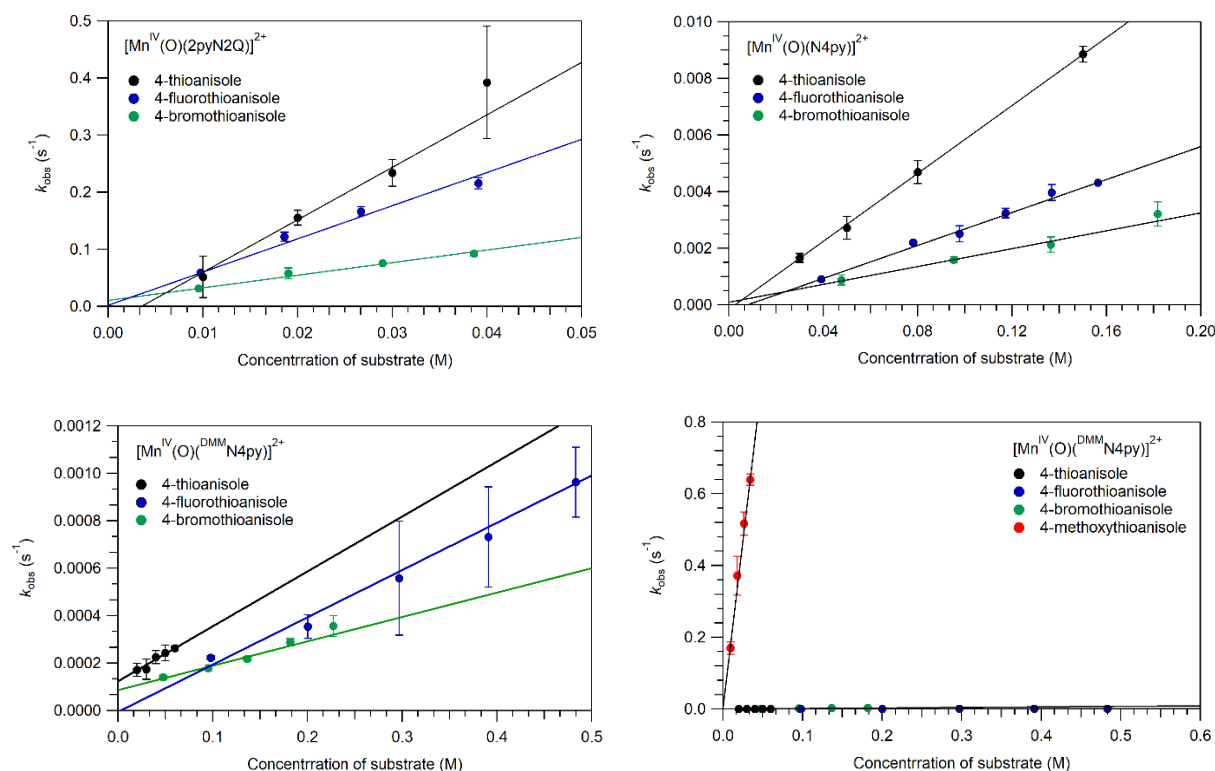 [Mn^IV(O)(2pyN2Q)]^2+
4-thioanisole
4-fluorothioanisole
4-bromothioanisole
0.5
0.4
0.3
0.2
0.1
0.0
k_obs (s^-1)
0.00 0.01 0.02 0.03 0.04 0.05
Concentrration of substrate (M)
[Mn^IV(O)(N4py)]^2+
4-thioanisole
4-fluorothioanisole
4-bromothioanisole
0.010
0.008
0.006
0.004
0.002
0.000
k_obs (s^-1)
0.00 0.04 0.08 0.12 0.16 0.20
Concentrration of substrate (M)
[Mn^IV(O)(^DMM N4py)]^2+
4-thioanisole
4-fluorothioanisole
4-bromothioanisole
0.0012
0.0010
0.0008
0.0006
0.0004
0.0002
0.0000
k_obs (s^-1)
0.0 0.1 0.2 0.3 0.4 0.5
Concentrration of substrate (M)
[Mn^IV(O)(^DMM N4py)]^2+
4-thioanisole
4-fluorothioanisole
4-bromothioanisole
4-methoxythioanisole
0.8
0.6
0.4
0.2
0.0
k_obs (s^-1)
0.0 0.1 0.2 0.3 0.4 0.5 0.6
Concentrration of substrate (M)